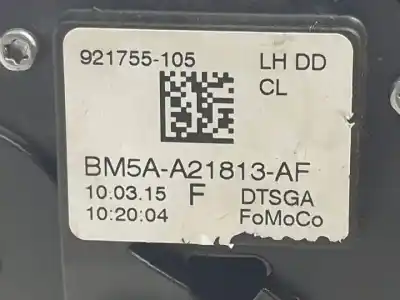 921755-105 LH DD
CL
BM5A-A21813-AF
10.03.15 F DTSGA
10:20:04 FoMoCo